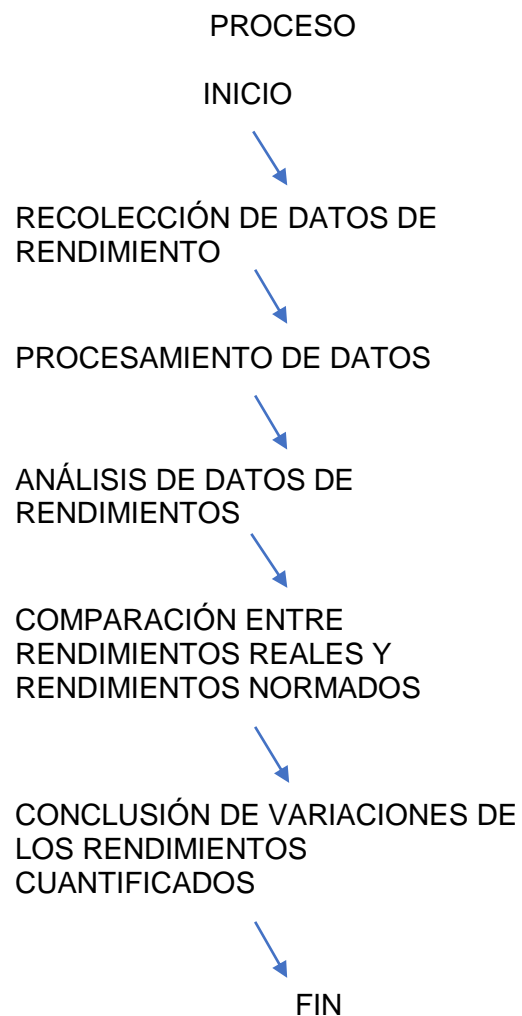 PROCESO
INICIO
RECOLECCIÓN DE DATOS DE
RENDIMIENTO
PROCESAMIENTO DE DATOS
ANÁLISIS DE DATOS DE
RENDIMIENTOS
COMPARACIÓN ENTRE
RENDIMIENTOS REALES Y
RENDIMIENTOS NORMADOS
CONCLUSIÓN DE VARIACIONES DE
LOS RENDIMIENTOS
CUANTIFICADOS
FIN